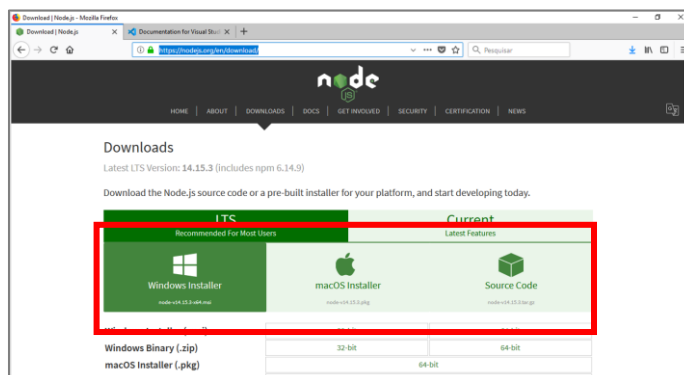 Download | Node.js - Mozilla Firefox
Download | Node.js
Documentation for Visual Stud
https://nodejs.org/en/download/
Pesquisar
node
JS
HOME | ABOUT | DOWNLOADS | DOCS | GET INVOLVED | SECURITY | CERTIFICATION | NEWS
Downloads
Latest LTS Version: 14.15.3 (includes npm 6.14.9)
Download the Node.js source code or a pre-built installer for your platform, and start developing today.
LTS Current
Recommended For Most Users Latest Features
Windows Installer macOS Installer Source Code
node-v14.15.3-x64.msi node-v14.15.3.pkg node-v14.15.3.tar.gz
Windows Binary (.zip) 32-bit 64-bit
macOS Installer (.pkg) 64-bit